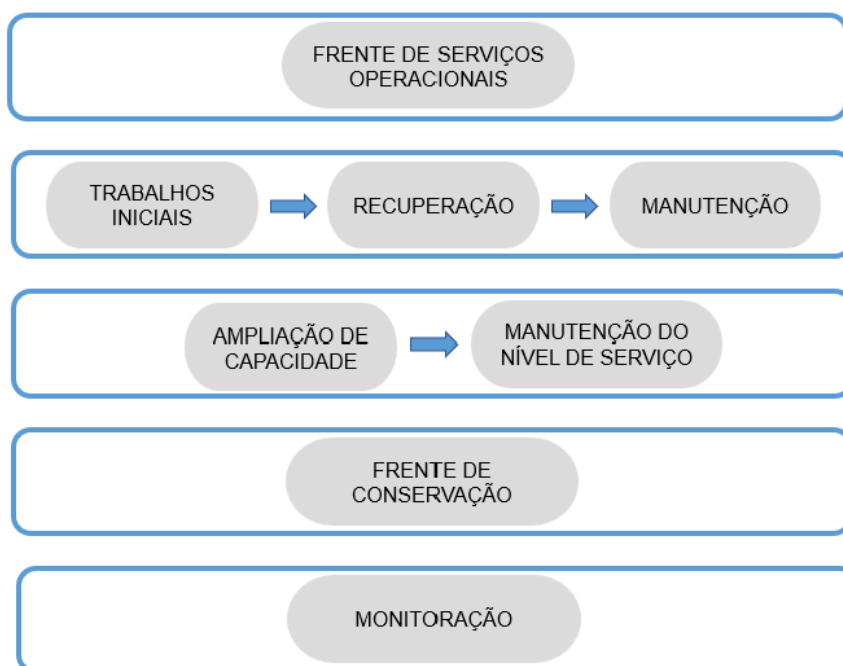 FRENTE DE SERVIÇOS
OPERACIONAIS
TRABALHOS
INICIAIS
RECUPERAÇÃO
MANUTENÇÃO
AMPLIAÇÃO DE
CAPACIDADE
MANUTENÇÃO DO
NÍVEL DE SERVIÇO
FRENTE DE
CONSERVAÇÃO
MONITORAÇÃO